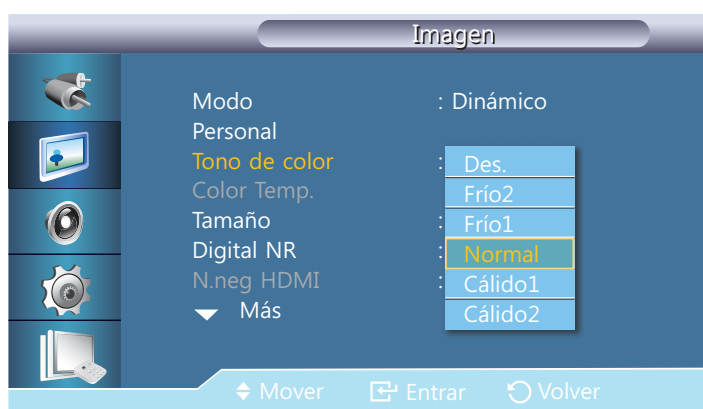 Imagen
Modo : Dinámico
Personal
Tono de color : Des.
Color Temp. Frío2
Tamaño : Frío1
Digital NR : Normal
N.neg HDMI : Cálido1
Más Cálido2
Mover Entrar Volver